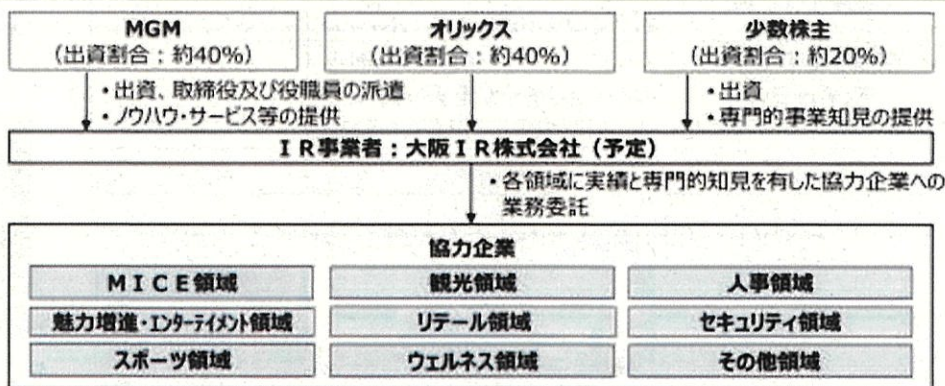 MGM
(出資割合：約40%)
オリックス
(出資割合：約40%)
少数株主
(出資割合：約20%)
・出資、取締役及び役職員の派遣
・ノウハウ・サービス等の提供
・出資
・専門的事業知見の提供
ＩＲ事業者：大阪ＩＲ株式会社（予定）
・各領域に実績と専門的知見を有した協力企業への
業務委託
協力企業
ＭＩＣＥ領域
観光領域
人事領域
魅力増進・エンターテイメント領域
リテール領域
セキュリティ領域
スポーツ領域
ウェルネス領域
その他領域